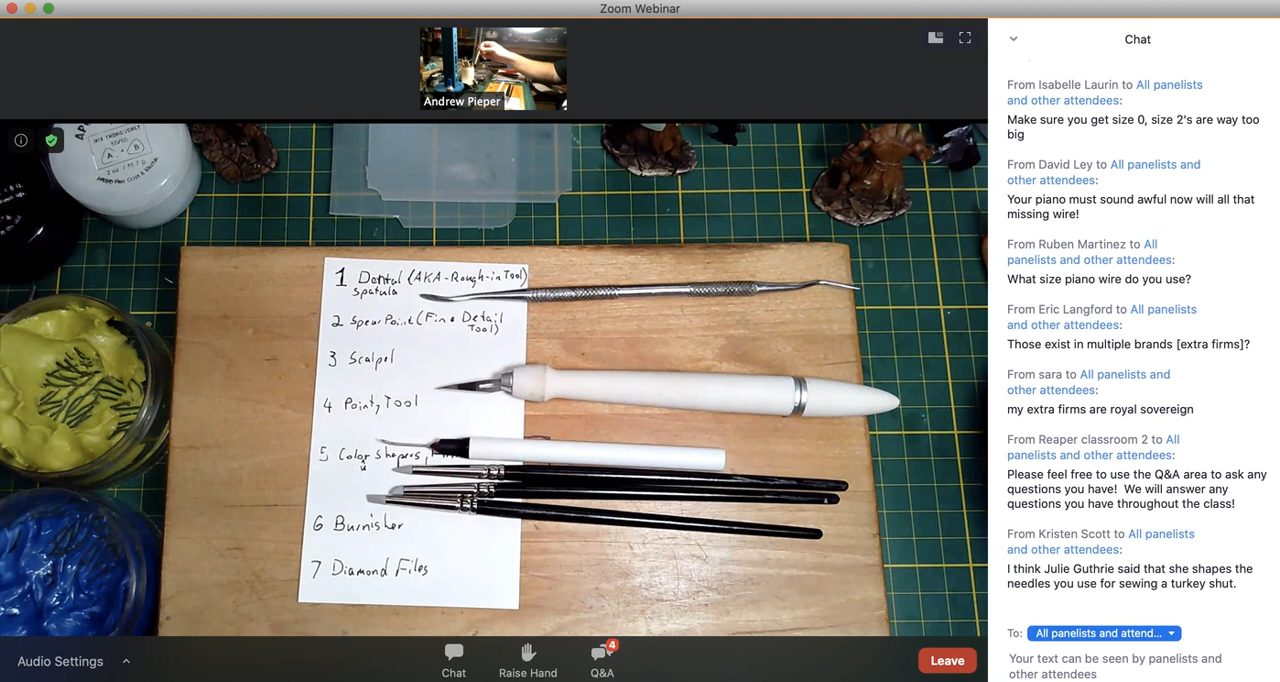 Zoom Webinar
Andrew Pieper
MIX THOROUGHLY
A + B
1 Dental (AKA-Rough-in Tool)
Spatula
2 SpearPoint (Fine Detail
Tool)
3 Scalpel
4 Pointy Tool
5 Color Shapers,
6 Burnisher
7 Diamond Files
Audio Settings
Chat
Raise Hand
4
Q&A
Leave
Chat
From Isabelle Laurin to All panelists
and other attendees:
Make sure you get size 0, size 2's are way too
big
From David Ley to All panelists and
other attendees:
Your piano must sound awful now will all that
missing wire!
From Ruben Martinez to All
panelists and other attendees:
What size piano wire do you use?
From Eric Langford to All panelists
and other attendees:
Those exist in multiple brands [extra firms]?
From sara to All panelists and
other attendees:
my extra firms are royal sovereign
From Reaper classroom 2 to All
panelists and other attendees:
Please feel free to use the Q&A area to ask any
questions you have! We will answer any
questions you have throughout the class!
From Kristen Scott to All panelists
and other attendees:
I think Julie Guthrie said that she shapes the
needles you use for sewing a turkey shut.
To: All panelists and attend...
Your text can be seen by panelists and
other attendees